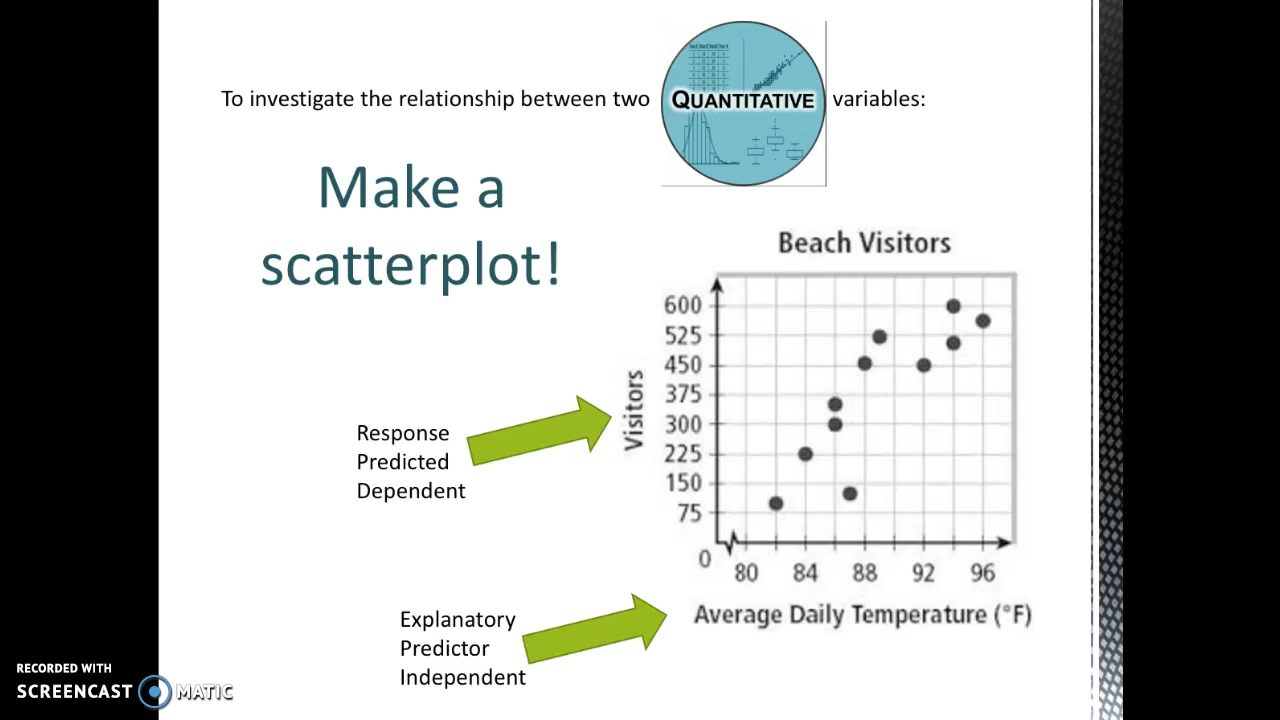 To investigate the relationship between two QUANTITATIVE variables:
Make a
scatterplot!
Beach Visitors
600
525
450
375
300
225
150
75
0
Visitors
80 84 88 92 96
Average Daily Temperature (°F)
Response
Predicted
Dependent
Explanatory
Predictor
Independent
RECORDED WITH
SCREENCAST MATIC